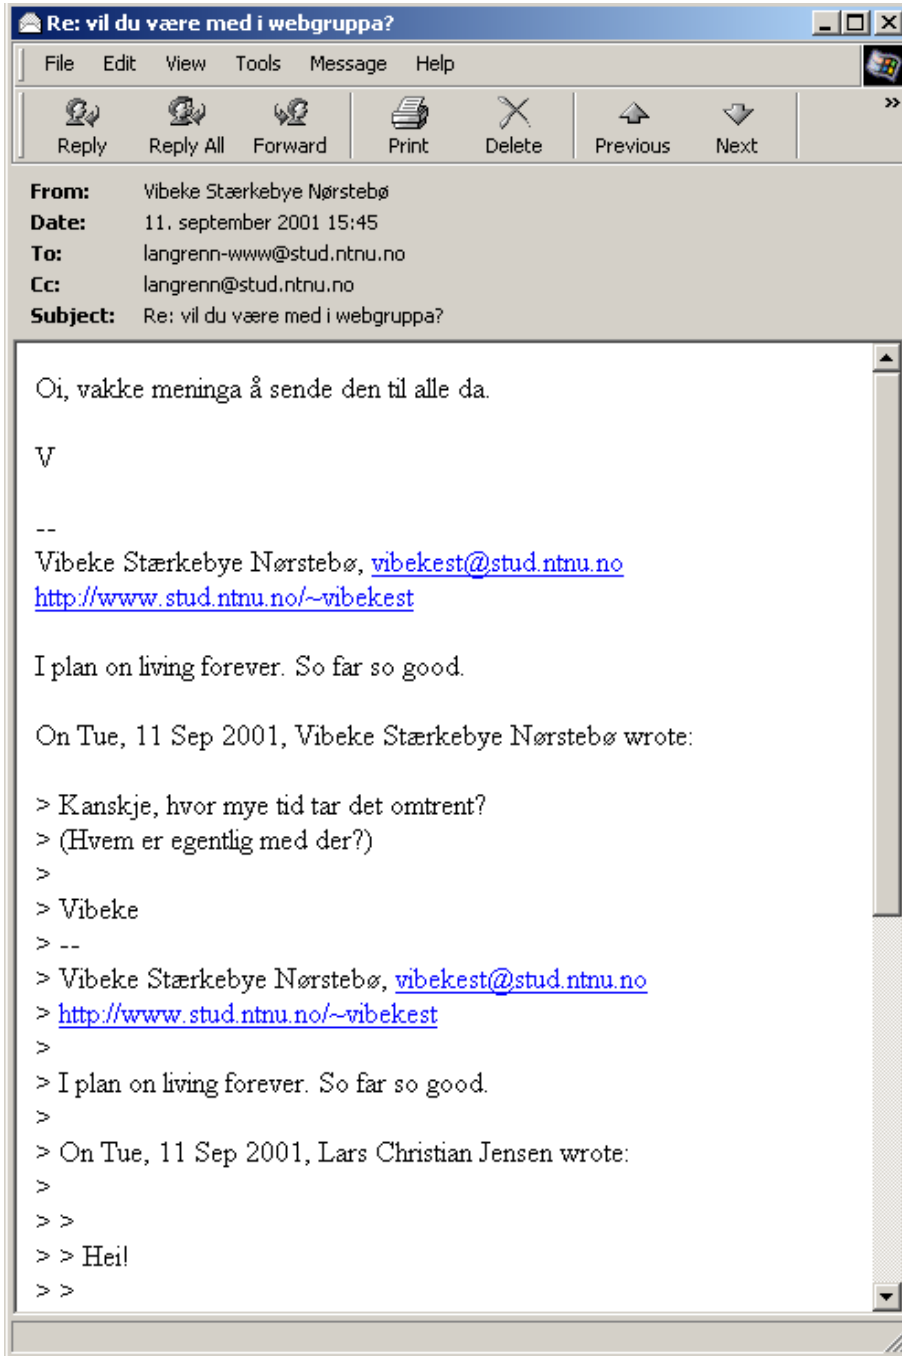 Re: vil du være med i webgruppa?
File Edit View Tools Message Help
Reply Reply All Forward Print Delete Previous Next »
From: Vibeke Stærkebye Nørstebø
Date: 11. september 2001 15:45
To: langrenn-www@stud.ntnu.no
Cc: langrenn@stud.ntnu.no
Subject: Re: vil du være med i webgruppa?
Oi, vakke meninga å sende den til alle da.
V
--
Vibeke Stærkebye Nørstebø, vibekest@stud.ntnu.no
http://www.stud.ntnu.no/~vibekest
I plan on living forever. So far so good.
On Tue, 11 Sep 2001, Vibeke Stærkebye Nørstebø wrote:
> Kanskje, hvor mye tid tar det omtrent?
> (Hvem er egentlig med der?)
>
> Vibeke
> --
> Vibeke Stærkebye Nørstebø, vibekest@stud.ntnu.no
> http://www.stud.ntnu.no/~vibekest
>
> I plan on living forever. So far so good.
>
> On Tue, 11 Sep 2001, Lars Christian Jensen wrote:
>
> >
> > Hei!
> >